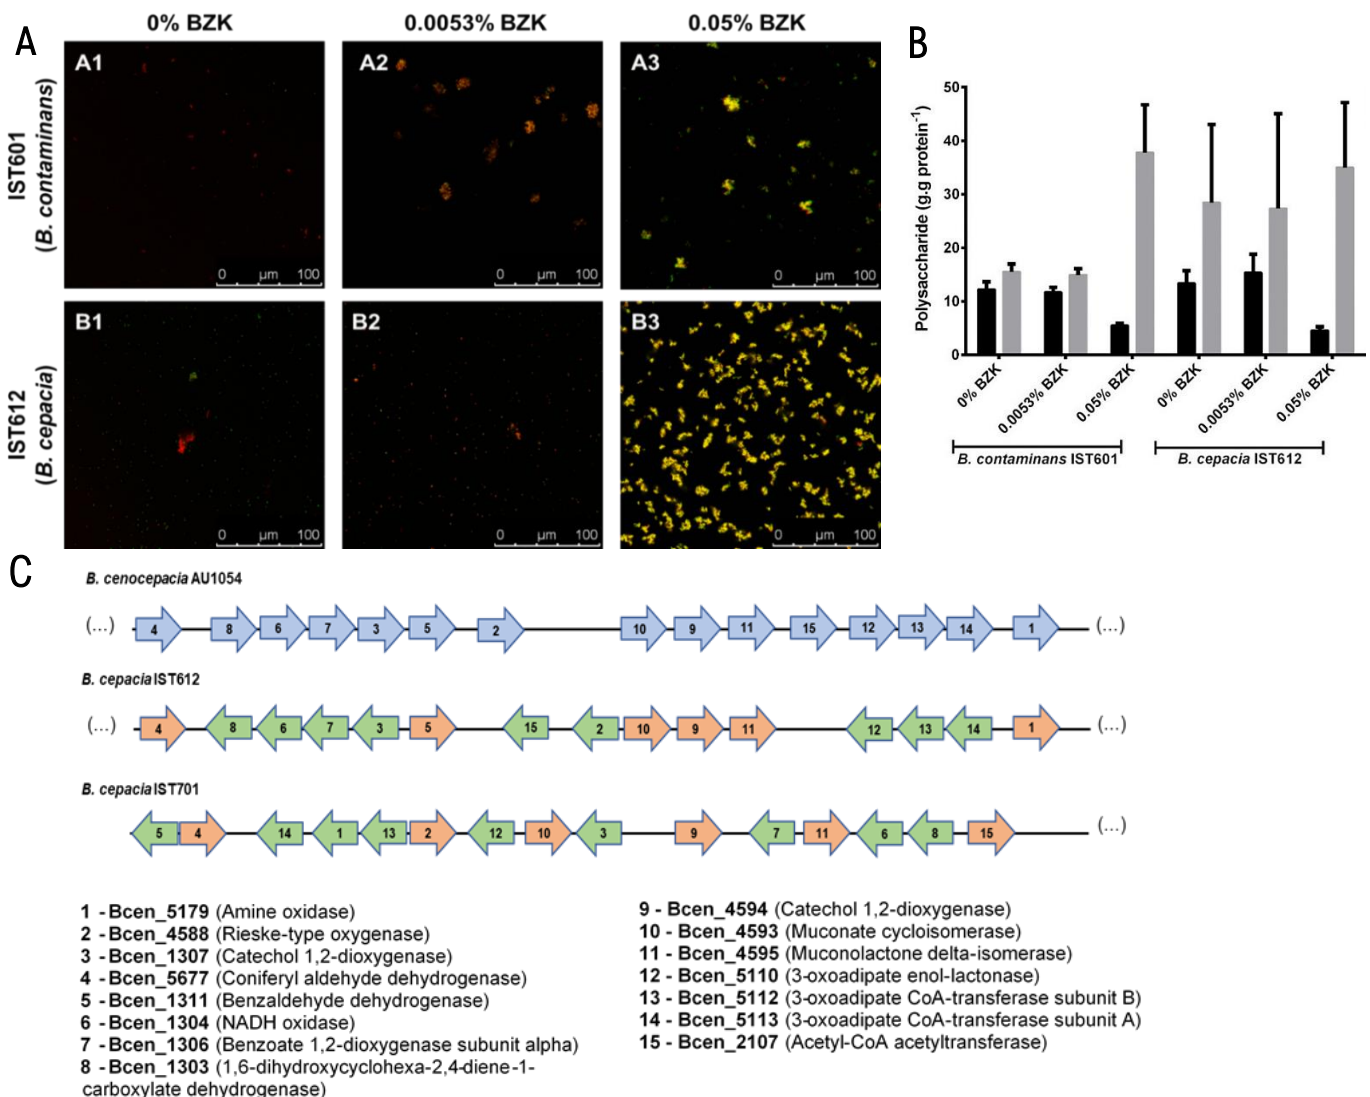 A
0% BZK
0.0053% BZK
0.05% BZK
IST601
(B. contaminans)
A1
A2
A3
0 µm 100
0 µm 100
0 µm 100
IST612
(B. cepacia)
B1
B2
B3
0 µm 100
0 µm 100
0 µm 100
B
Polysaccharide (g.g protein⁻¹)
50
40
30
20
10
0
0% BZK
0.0053% BZK
0.05% BZK
0% BZK
0.0053% BZK
0.05% BZK
B. contaminans IST601
B. cepacia IST612
C
B. cenocepacia AU1054
(...) 4 8 6 7 3 5 2 10 9 11 15 12 13 14 1 (...)
B. cepacia IST612
(...) 4 8 6 7 3 5 15 2 10 9 11 12 13 14 1 (...)
B. cepacia IST701
5 4 14 1 13 2 12 10 3 9 7 11 6 8 15 (...)
1 - Bcen_5179 (Amine oxidase)
2 - Bcen_4588 (Rieske-type oxygenase)
3 - Bcen_1307 (Catechol 1,2-dioxygenase)
4 - Bcen_5677 (Coniferyl aldehyde dehydrogenase)
5 - Bcen_1311 (Benzaldehyde dehydrogenase)
6 - Bcen_1304 (NADH oxidase)
7 - Bcen_1306 (Benzoate 1,2-dioxygenase subunit alpha)
8 - Bcen_1303 (1,6-dihydroxycyclohexa-2,4-diene-1-
carboxylate dehydrogenase)
9 - Bcen_4594 (Catechol 1,2-dioxygenase)
10 - Bcen_4593 (Muconate cycloisomerase)
11 - Bcen_4595 (Muconolactone delta-isomerase)
12 - Bcen_5110 (3-oxoadipate enol-lactonase)
13 - Bcen_5112 (3-oxoadipate CoA-transferase subunit B)
14 - Bcen_5113 (3-oxoadipate CoA-transferase subunit A)
15 - Bcen_2107 (Acetyl-CoA acetyltransferase)